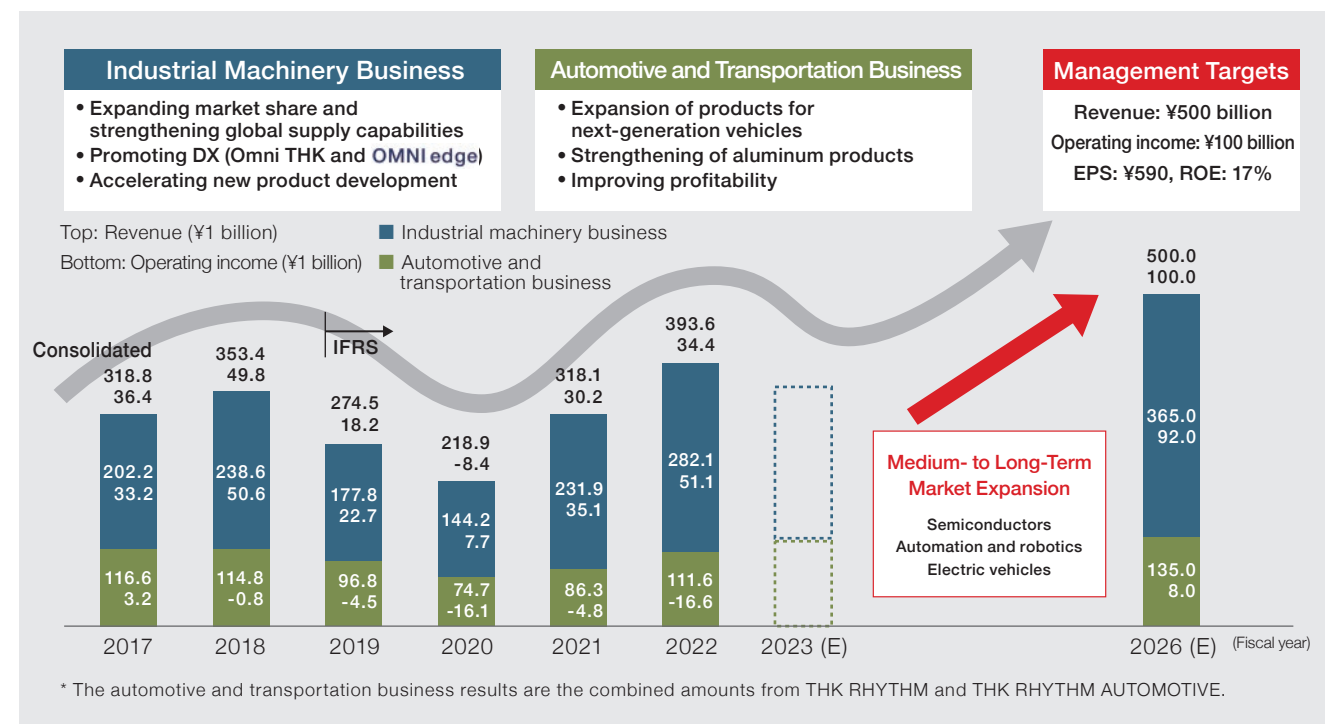 Industrial Machinery Business
• Expanding market share and
strengthening global supply capabilities
• Promoting DX (Omni THK and OMNI edge)
• Accelerating new product development
Automotive and Transportation Business
• Expansion of products for
next-generation vehicles
• Strengthening of aluminum products
• Improving profitability
Management Targets
Revenue: ¥500 billion
Operating income: ¥100 billion
EPS: ¥590, ROE: 17%
Top: Revenue (¥1 billion)
Bottom: Operating income (¥1 billion)
Industrial machinery business
Automotive and
transportation business
IFRS
Consolidated
318.8
36.4
202.2
33.2
116.6
3.2
2017
353.4
49.8
238.6
50.6
114.8
-0.8
2018
274.5
18.2
177.8
22.7
96.8
-4.5
2019
218.9
-8.4
144.2
7.7
74.7
-16.1
2020
318.1
30.2
231.9
35.1
86.3
-4.8
2021
393.6
34.4
282.1
51.1
111.6
-16.6
2022
2023 (E)
Medium- to Long-Term
Market Expansion
Semiconductors
Automation and robotics
Electric vehicles
500.0
100.0
365.0
92.0
135.0
8.0
2026 (E)
(Fiscal year)
* The automotive and transportation business results are the combined amounts from THK RHYTHM and THK RHYTHM AUTOMOTIVE.